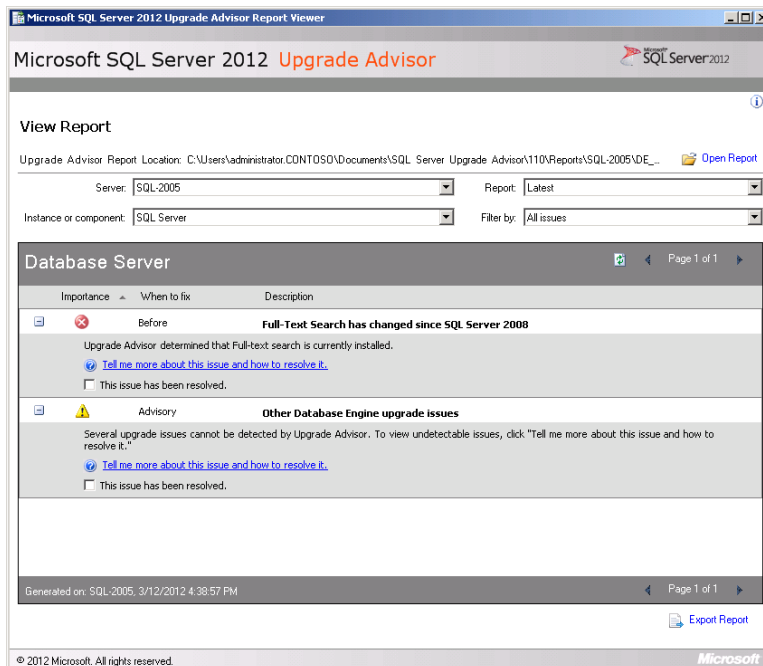 Microsoft SQL Server 2012 Upgrade Advisor Report Viewer
Microsoft SQL Server 2012 Upgrade Advisor
Microsoft SQL Server 2012
View Report
Upgrade Advisor Report Location: C:\Users\administrator.CONTOSO\Documents\SQL Server Upgrade Advisor\110\Reports\SQL-2005\DE_... Open Report
Server: SQL-2005 Report: Latest
Instance or component: SQL Server Filter by: All issues
Database Server Page 1 of 1
Importance When to fix Description
Before Full-Text Search has changed since SQL Server 2008
Upgrade Advisor determined that Full-text search is currently installed.
Tell me more about this issue and how to resolve it.
This issue has been resolved.
Advisory Other Database Engine upgrade issues
Several upgrade issues cannot be detected by Upgrade Advisor. To view undetectable issues, click "Tell me more about this issue and how to
resolve it."
Tell me more about this issue and how to resolve it.
This issue has been resolved.
Generated on: SQL-2005, 3/12/2012 4:38:57 PM Page 1 of 1
Export Report
© 2012 Microsoft. All rights reserved. Microsoft